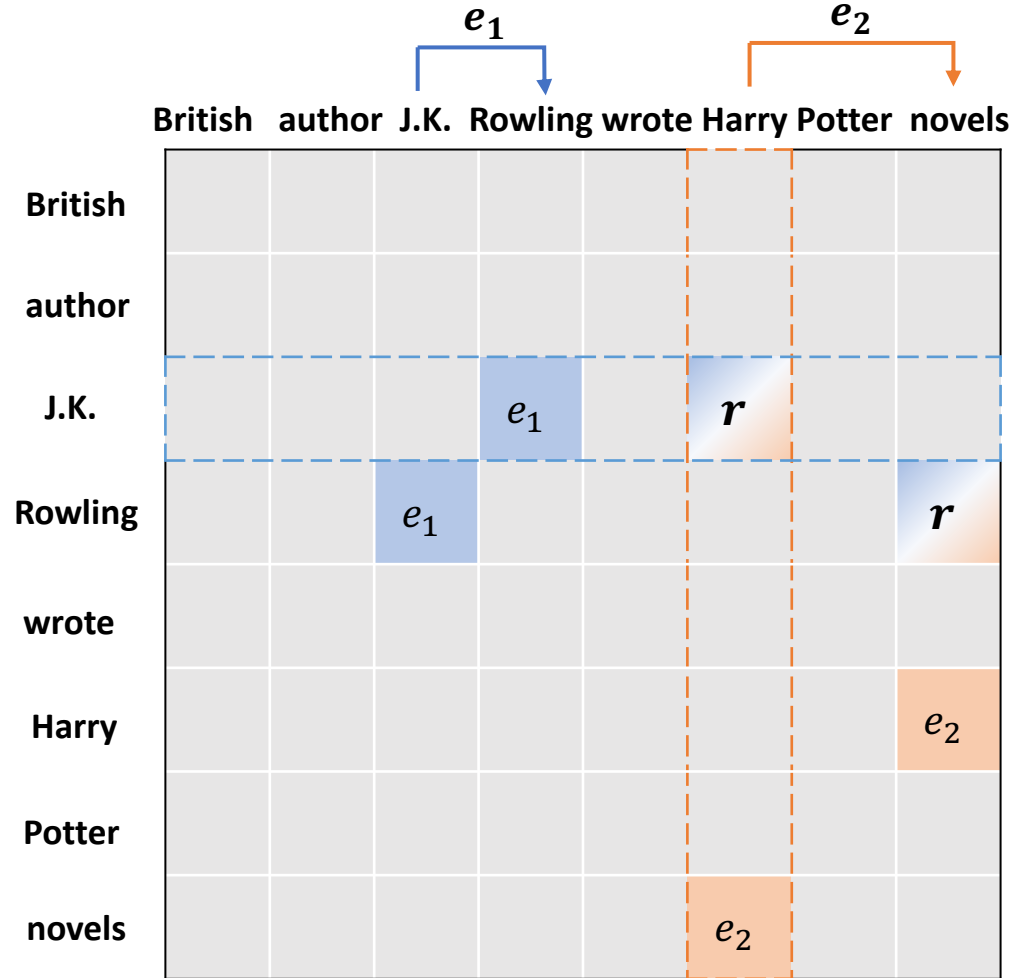 e₁ e₂
British author J.K. Rowling wrote Harry Potter novels
British
author
J.K. e₁ r
Rowling e₁ r
wrote
Harry e₂
Potter
novels e₂